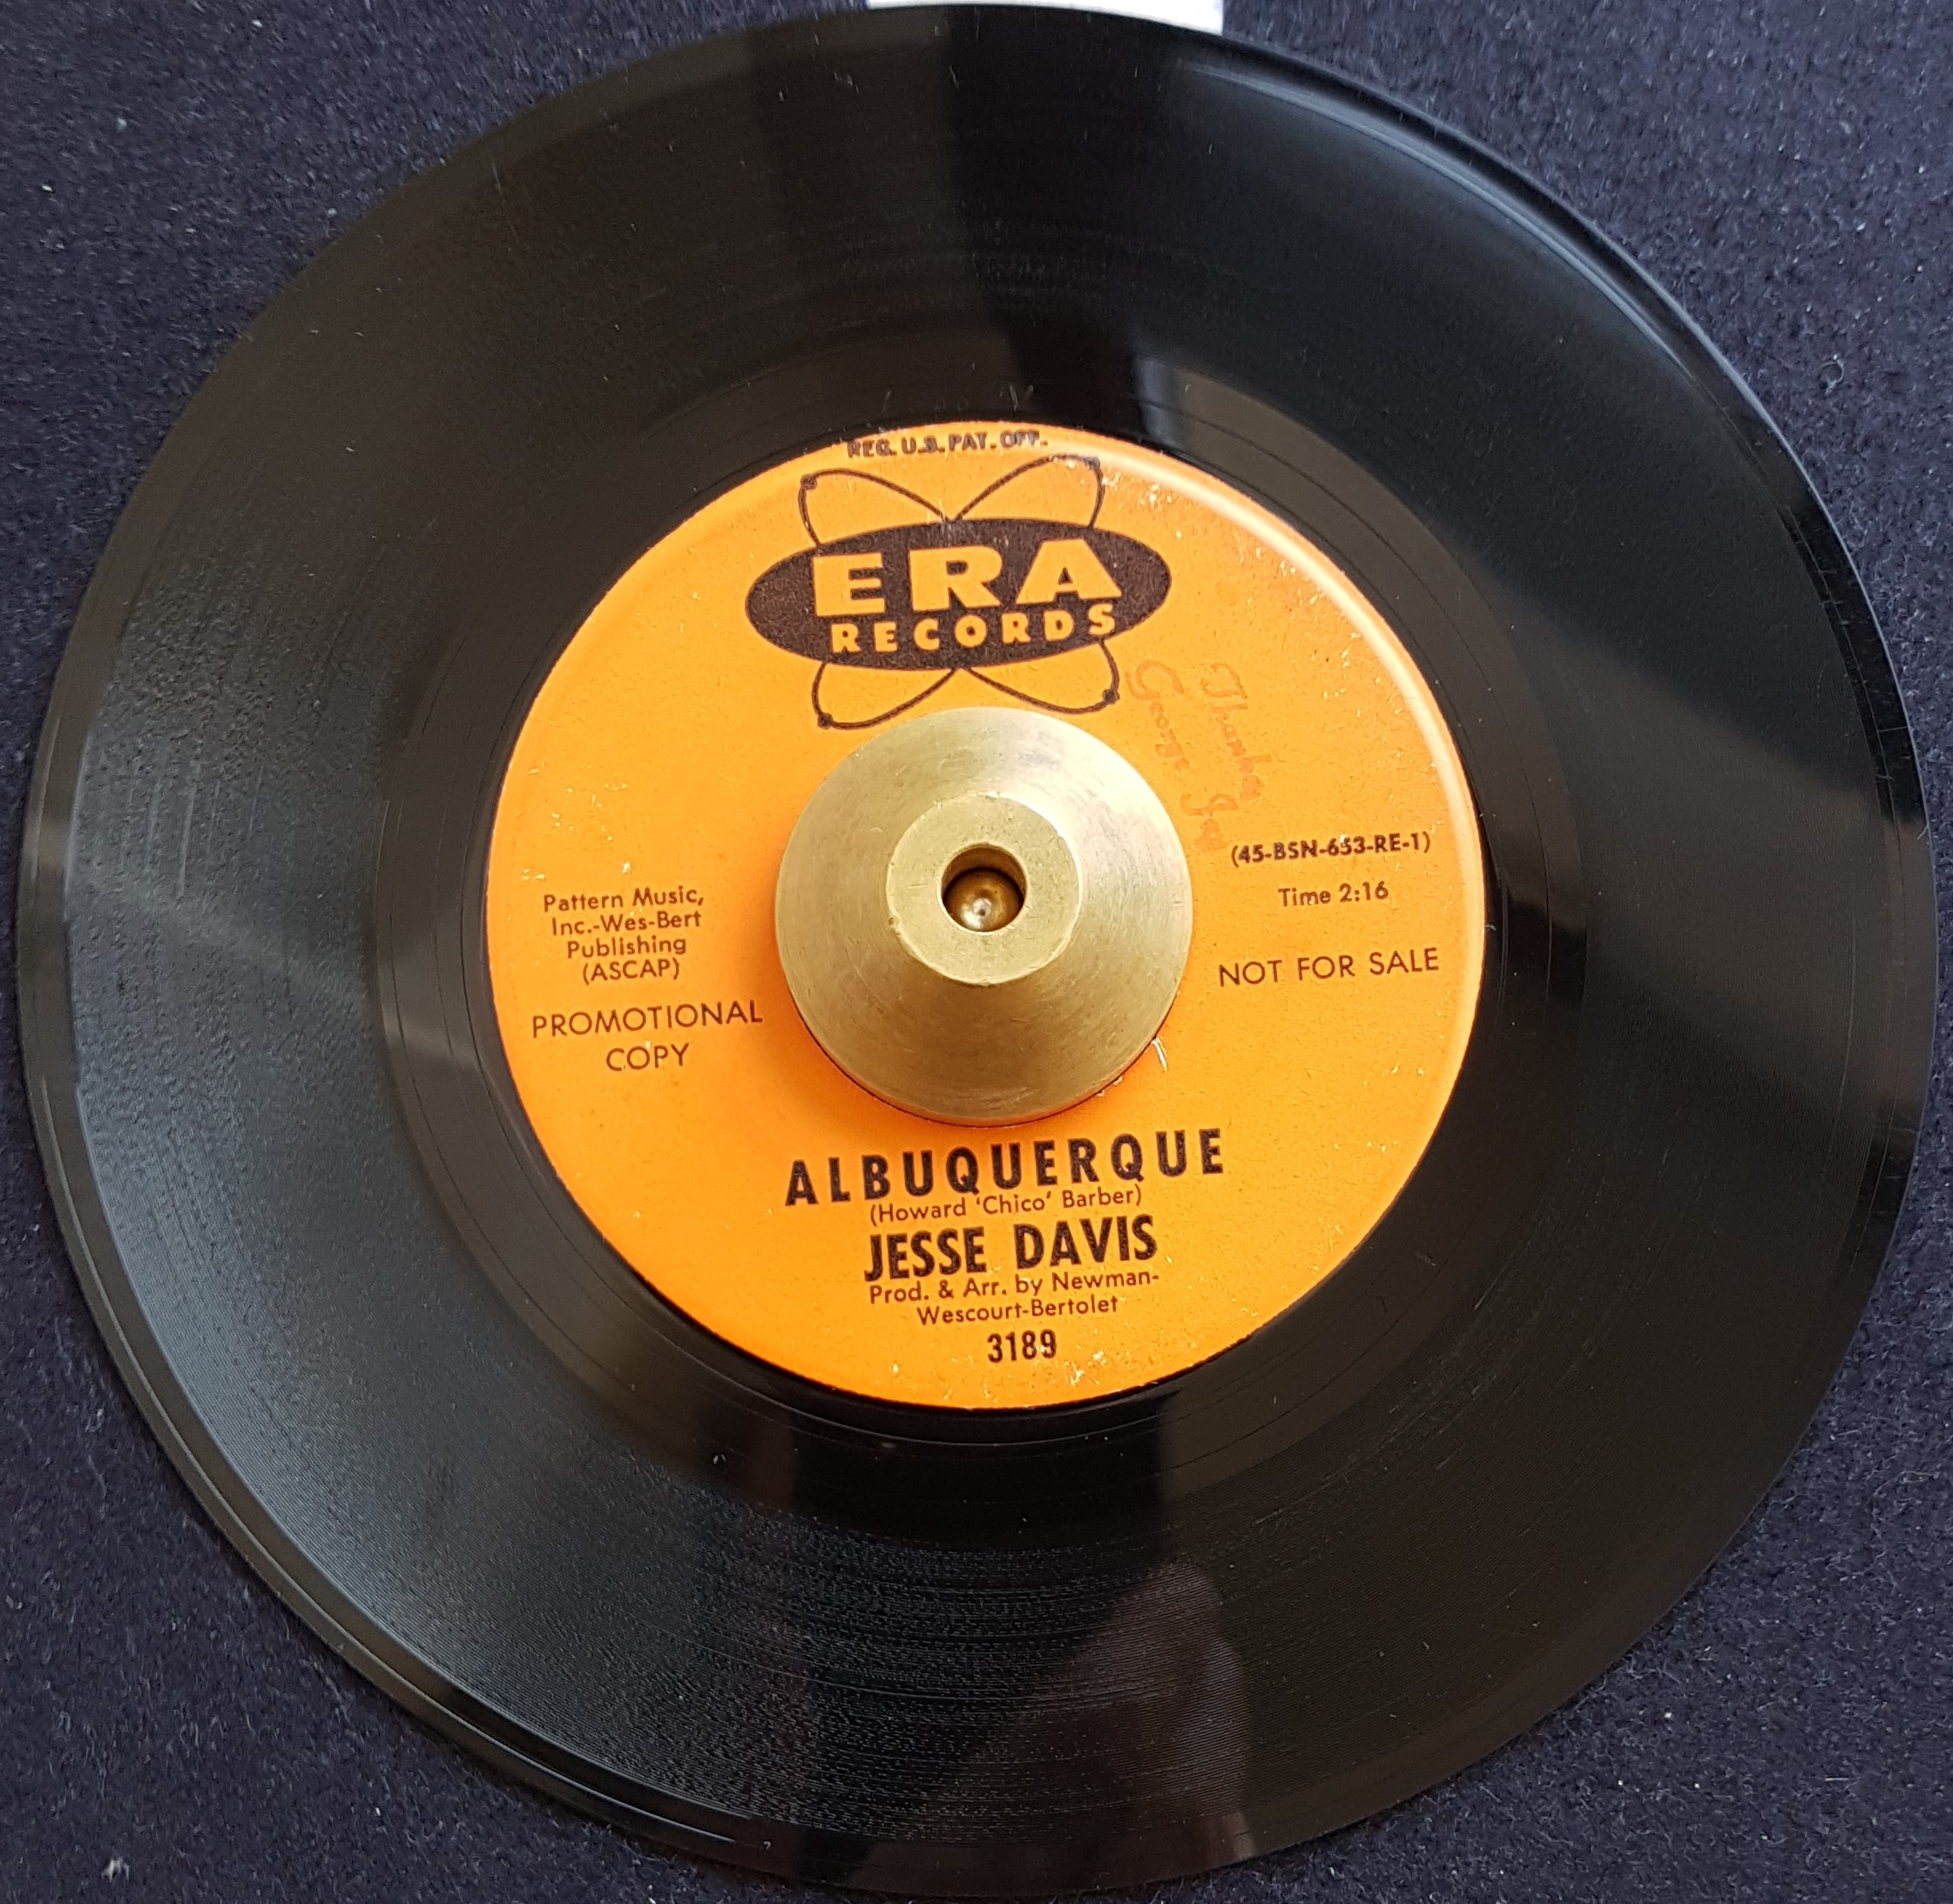 REG. U.S. PAT. OFF.
ERA
RECORDS
Thanks
George Jay
(45-BSN-653-RE-1)
Time 2:16
NOT FOR SALE
Pattern Music,
Inc.-Wes-Bert
Publishing
(ASCAP)
PROMOTIONAL
COPY
ALBUQUERQUE
(Howard 'Chico' Barber)
JESSE DAVIS
Prod. & Arr. by Newman-
Wescourt-Bertolet
3189